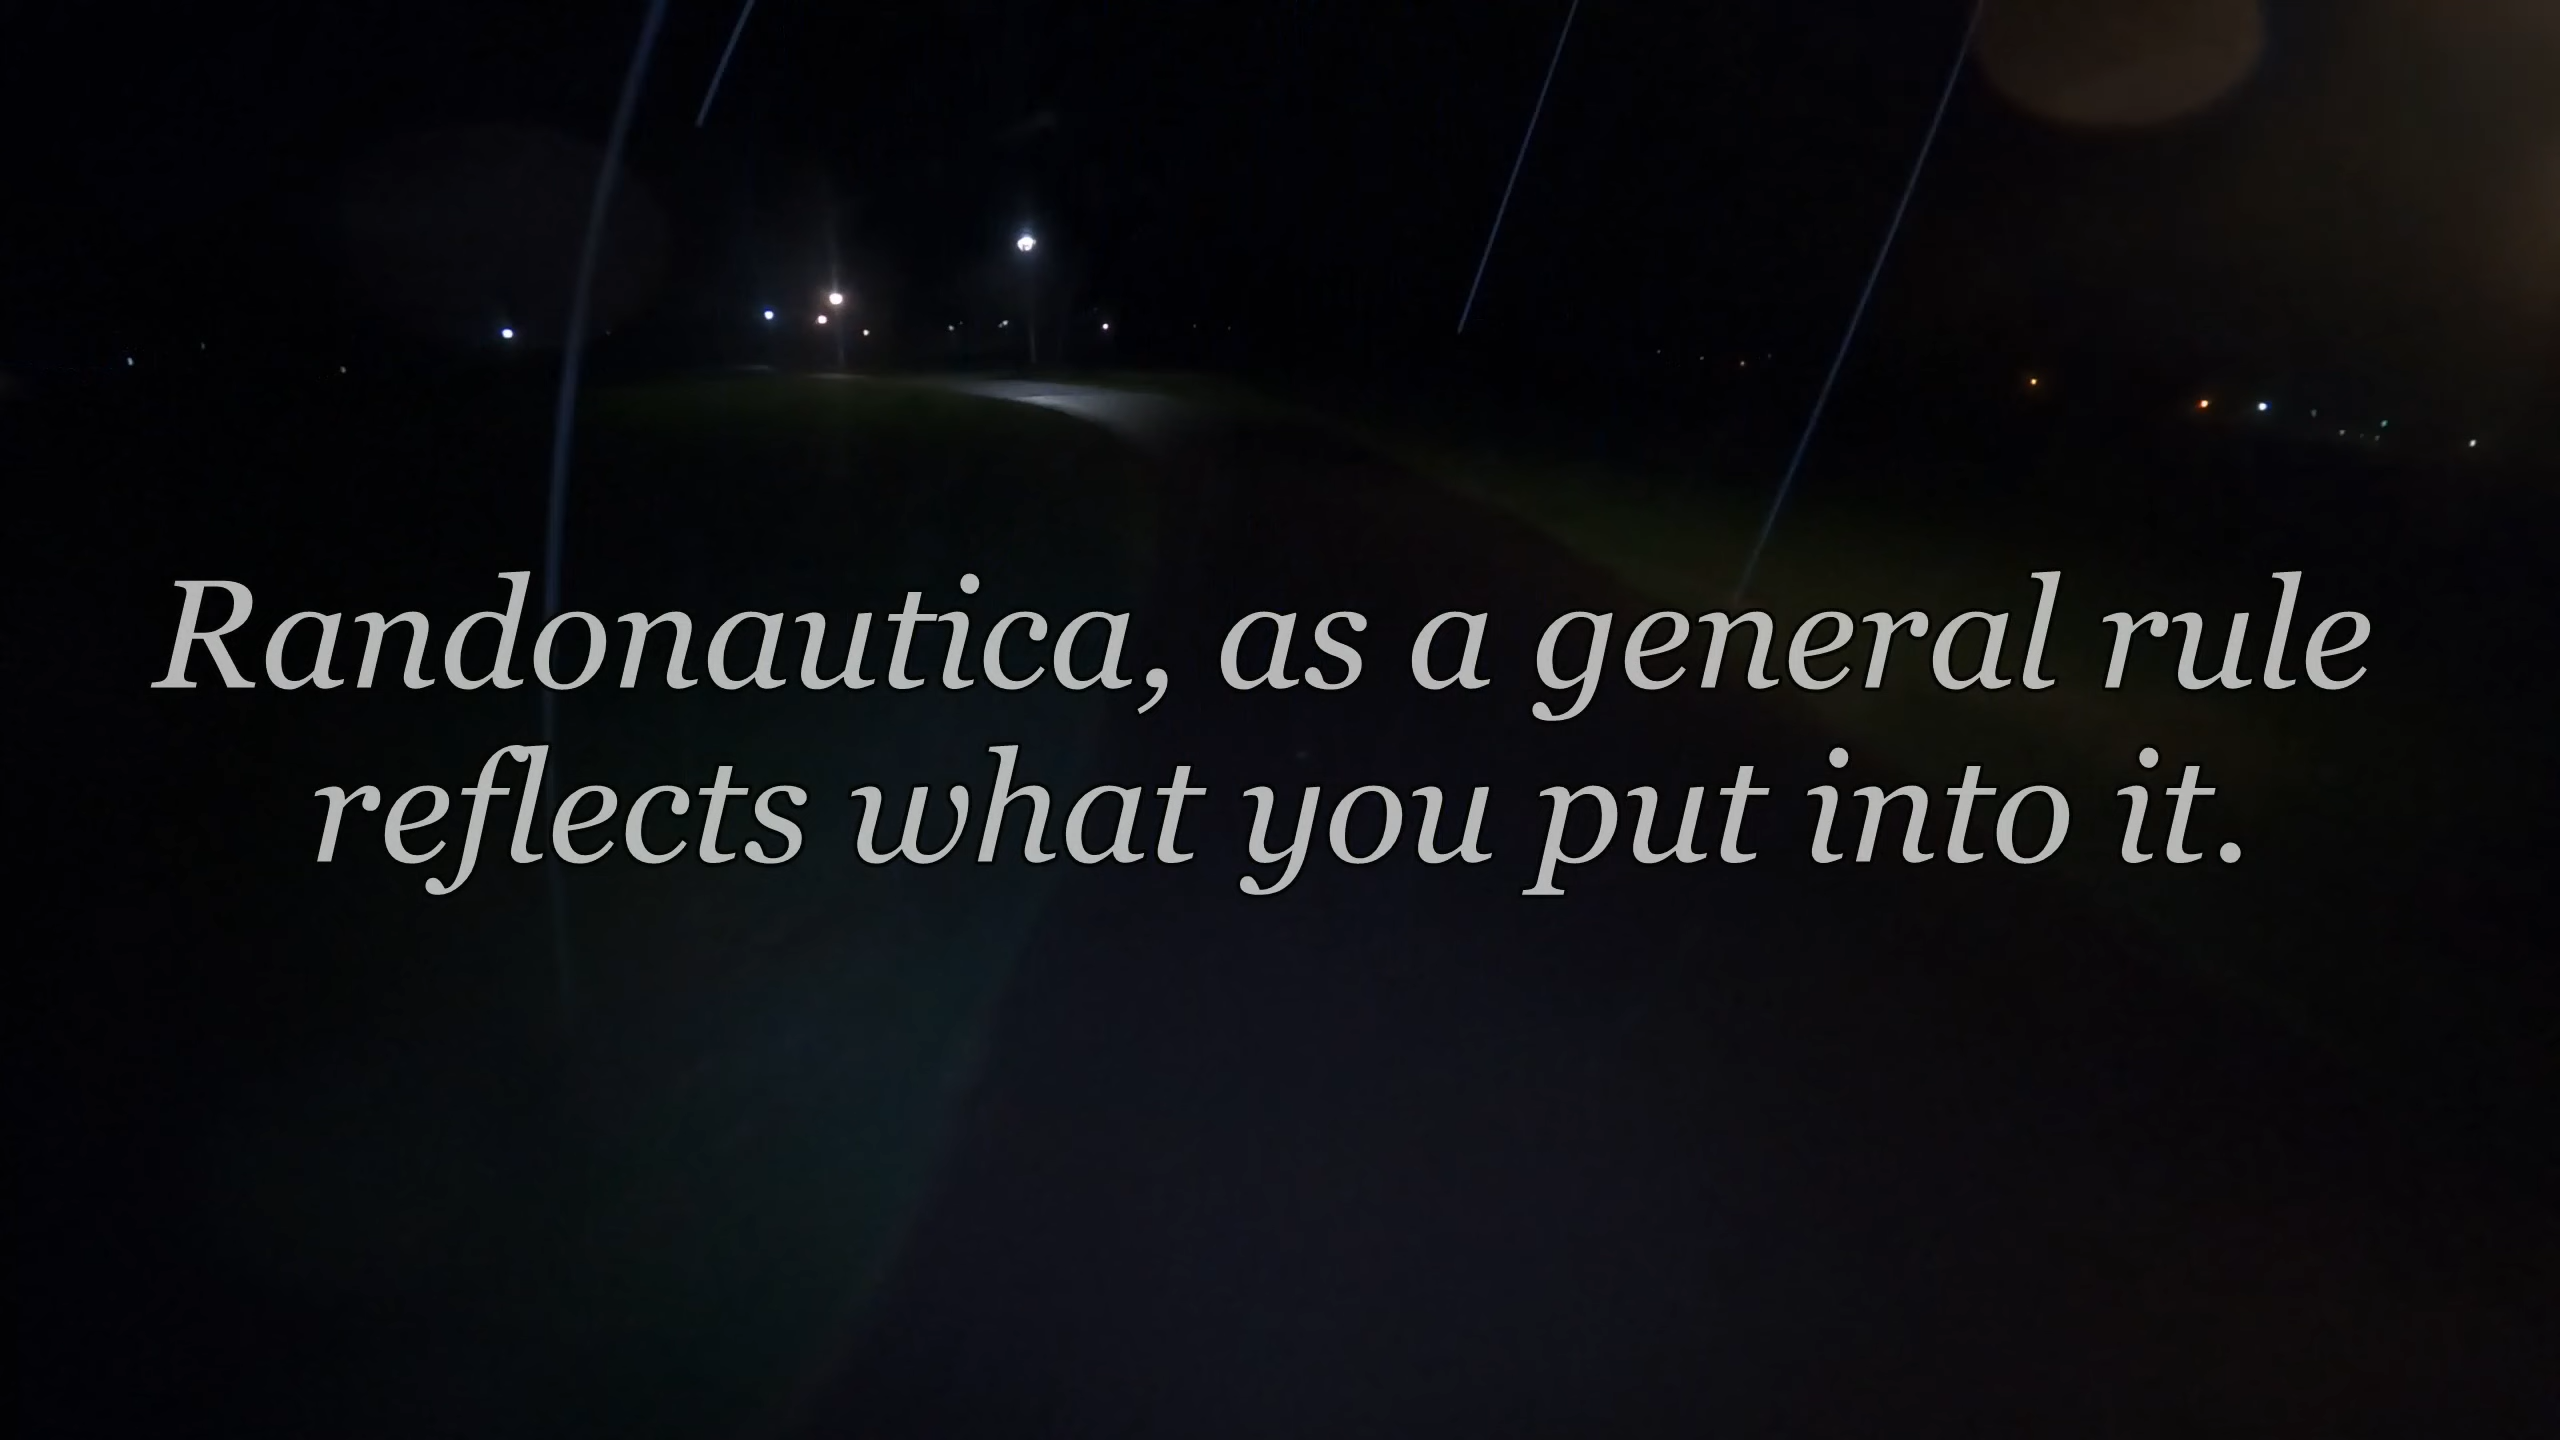 Randonautica, as a general rule
reflects what you put into it.